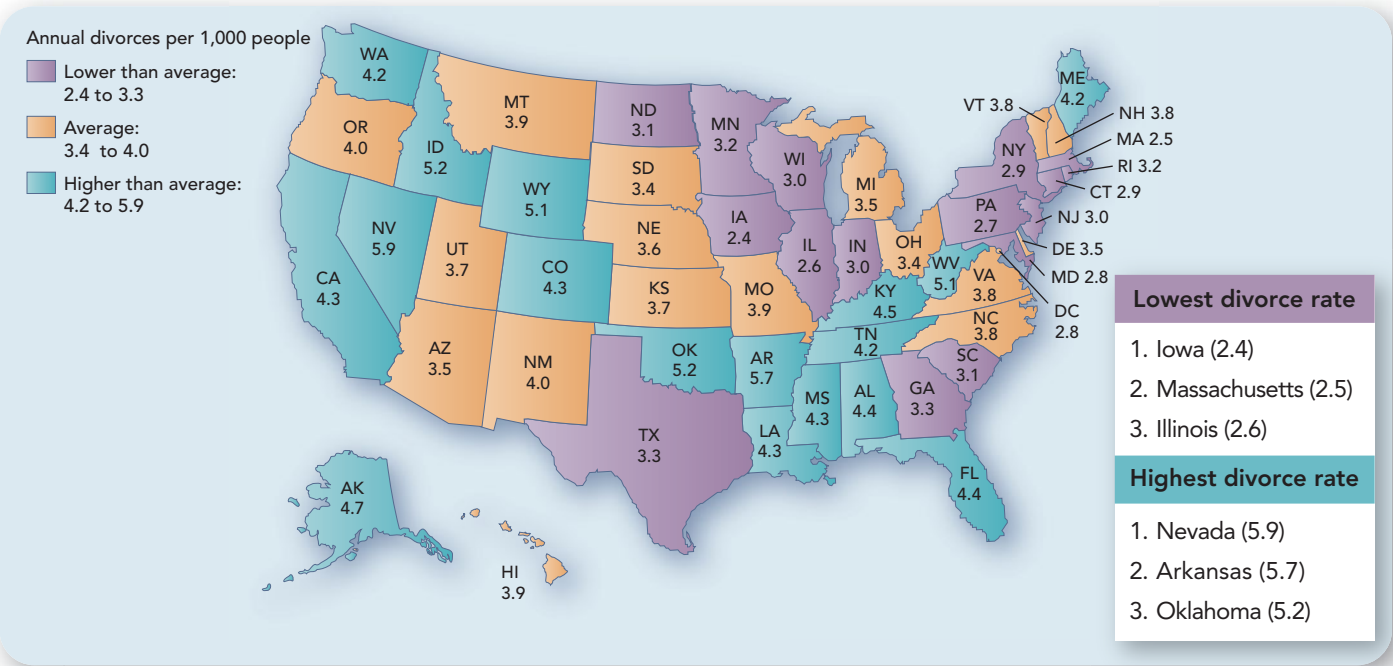 Annual divorces per 1,000 people
Lower than average:
2.4 to 3.3
Average:
3.4 to 4.0
Higher than average:
4.2 to 5.9
WA
4.2
OR
4.0
CA
4.3
NV
5.9
ID
5.2
MT
3.9
WY
5.1
UT
3.7
CO
4.3
AZ
3.5
NM
4.0
ND
3.1
SD
3.4
NE
3.6
KS
3.7
OK
5.2
TX
3.3
MN
3.2
IA
2.4
MO
3.9
AR
5.7
LA
4.3
WI
3.0
IL
2.6
MI
3.5
IN
3.0
OH
3.4
KY
4.5
TN
4.2
MS
4.3
AL
4.4
GA
3.3
FL
4.4
SC
3.1
NC
3.8
VA
3.8
WV
5.1
PA
2.7
NY
2.9
ME
4.2
VT 3.8
NH 3.8
MA 2.5
RI 3.2
CT 2.9
NJ 3.0
DE 3.5
MD 2.8
DC
2.8
AK
4.7
HI
3.9
Lowest divorce rate
1. Iowa (2.4)
2. Massachusetts (2.5)
3. Illinois (2.6)
Highest divorce rate
1. Nevada (5.9)
2. Arkansas (5.7)
3. Oklahoma (5.2)